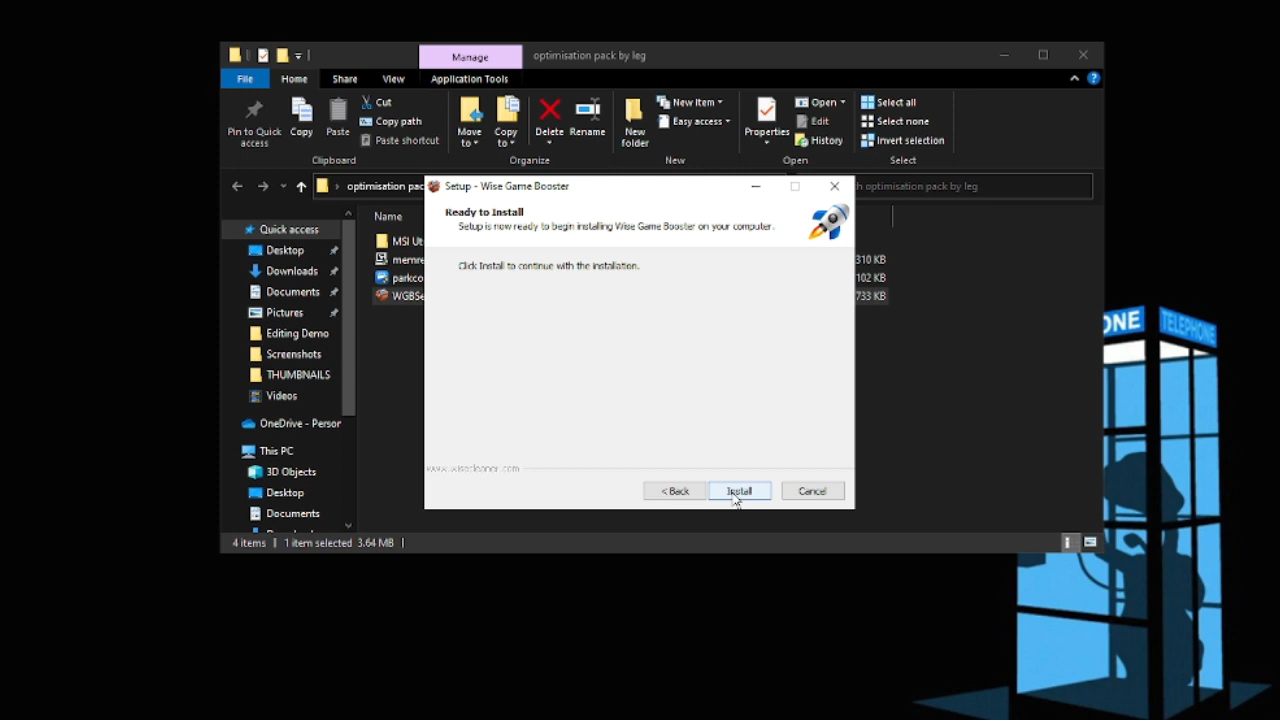 Manage
optimisation pack by leg
File
Home
Share
View
Application Tools
Pin to Quick access
Copy
Paste
Cut
Copy path
Paste shortcut
Clipboard
Move to
Copy to
Delete
Rename
Organize
New folder
New item
Easy access
New
Properties
Open
Edit
History
Open
Select all
Select none
Invert selection
Select
optimisation pac
h optimisation pack by leg
Name
Quick access
Desktop
Downloads
Documents
Pictures
Editing Demo
Screenshots
THUMBNAILS
Videos
OneDrive - Person
This PC
3D Objects
Desktop
Documents
MSI Ut
memre
310 KB
parkco
102 KB
WGBSe
733 KB
Setup - Wise Game Booster
Ready to Install
Setup is now ready to begin installing Wise Game Booster on your computer.
Click Install to continue with the installation.
www.wisecleaner.com
< Back
Install
Cancel
4 items
1 item selected 3.64 MB
ONE
TELEPHONE